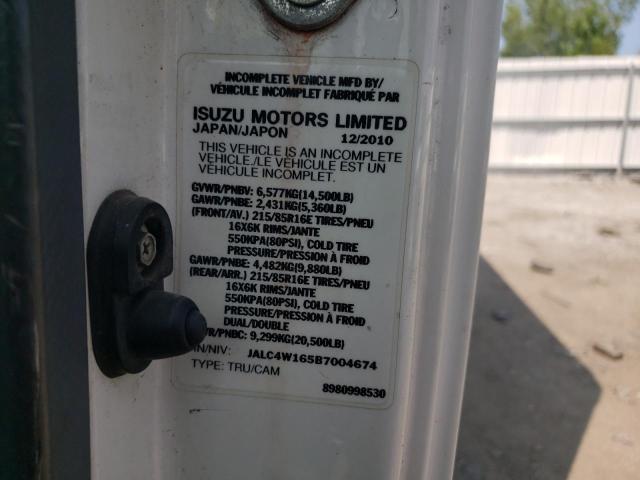 INCOMPLETE VEHICLE MFD BY/
VÉHICULE INCOMPLET FABRIQUÉ PAR
ISUZU MOTORS LIMITED
JAPAN/JAPON 12/2010
THIS VEHICLE IS AN INCOMPLETE
VEHICLE./LE VÉHICULE EST UN
VÉHICULE INCOMPLET.
GVWR/PNBV: 6,577KG(14,500LB)
GAWR/PNBE: 2,431KG(5,360LB)
(FRONT/AV.) 215/85R16E TIRES/PNEU
16X6K RIMS/JANTE
550KPA(80PSI), COLD TIRE
PRESSURE/PRESSION À FROID
GAWR/PNBE: 4,482KG(9,880LB)
(REAR/ARR.) 215/85R16E TIRES/PNEU
16X6K RIMS/JANTE
550KPA(80PSI), COLD TIRE
PRESSURE/PRESSION À FROID
DUAL/DOUBLE
WR/PNBC: 9,299KG(20,500LB)
IN/NIV: JALC4W165B7004674
TYPE: TRU/CAM
8980998530